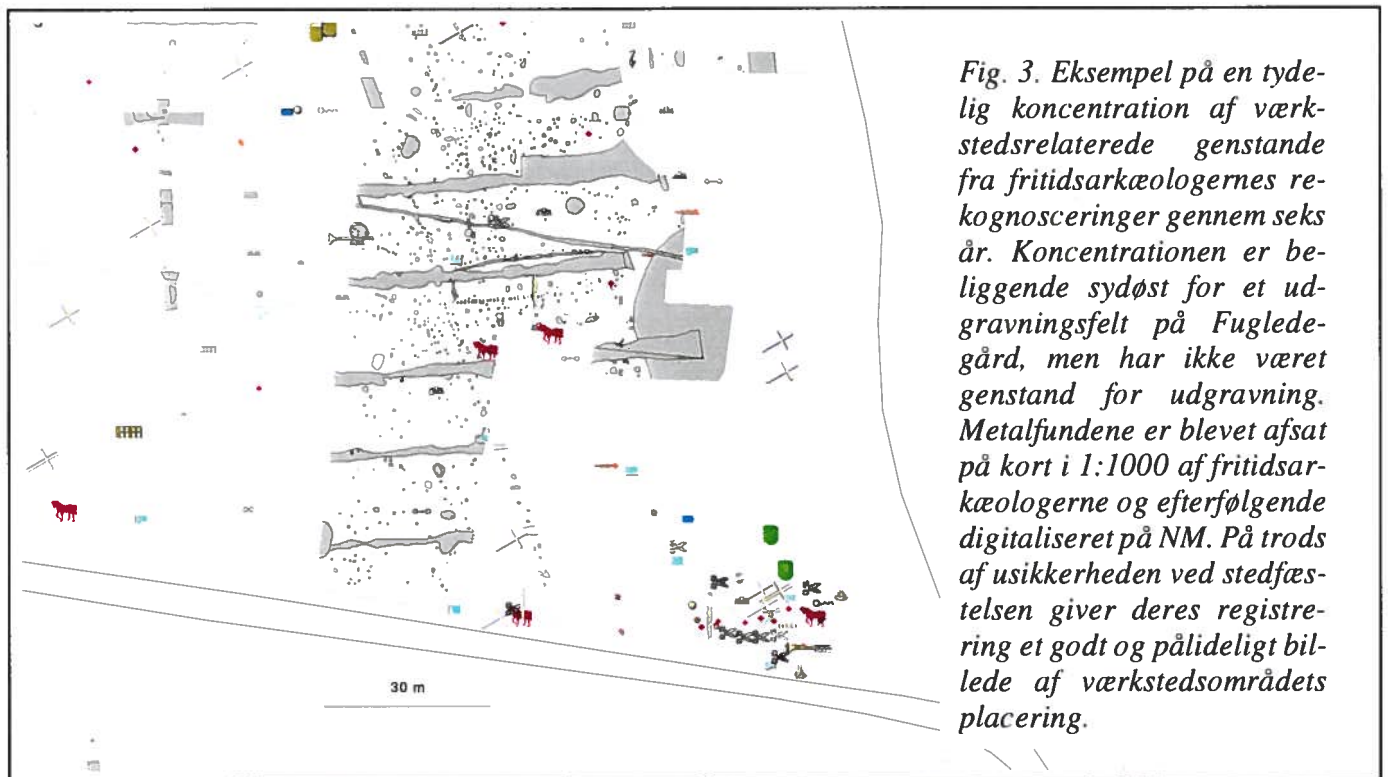 Fig. 3. Eksempel på en tyde-
lig koncentration af værk-
stedsrelaterede genstande
fra fritidsarkæologernes re-
kognosceringer gennem seks
år. Koncentrationen er be-
liggende sydøst for et ud-
gravningsfelt på Fuglede-
gård, men har ikke været
genstand for udgravning.
Metalfundene er blevet afsat
på kort i 1:1000 af fritidsar-
kæologerne og efterfølgende
digitaliseret på NM. På trods
af usikkerheden ved stedfæs-
telsen giver deres registre-
ring et godt og pålideligt bil-
lede af værkstedsområdets
placering.
30 m